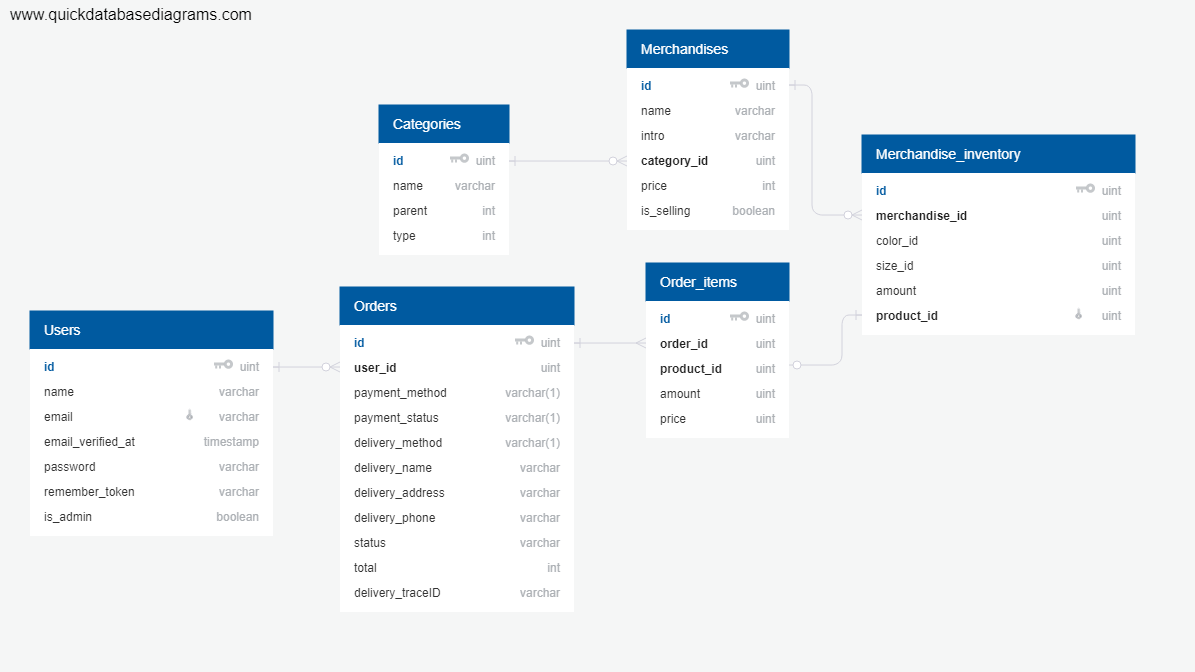 www.quickdatabasediagrams.com
Merchandises
id uint
name varchar
intro varchar
category_id uint
price int
is_selling boolean
Categories
id uint
name varchar
parent int
type int
Merchandise_inventory
id uint
merchandise_id uint
color_id uint
size_id uint
amount uint
product_id uint
Order_items
id uint
order_id uint
product_id uint
amount uint
price uint
Orders
id uint
user_id uint
payment_method varchar(1)
payment_status varchar(1)
delivery_method varchar(1)
delivery_name varchar
delivery_address varchar
delivery_phone varchar
status varchar
total int
delivery_traceID varchar
Users
id uint
name varchar
email varchar
email_verified_at timestamp
password varchar
remember_token varchar
is_admin boolean